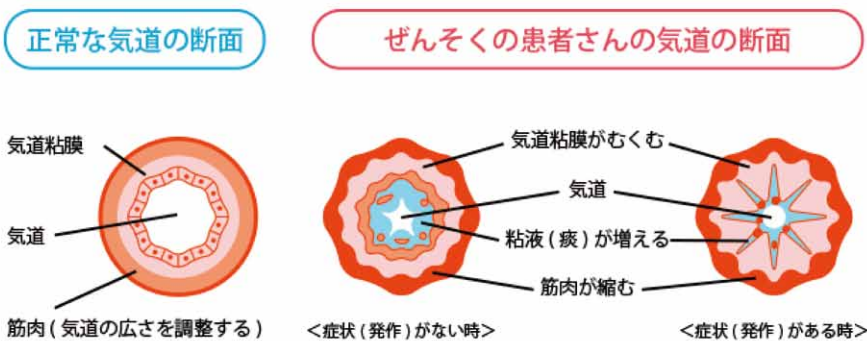 正常な気道の断面
ぜんそくの患者さんの気道の断面
気道粘膜
気道
筋肉(気道の広さを調整する)
気道粘膜がむくむ
気道
粘液(痰)が増える
筋肉が縮む
<症状(発作)がない時>
<症状(発作)がある時>